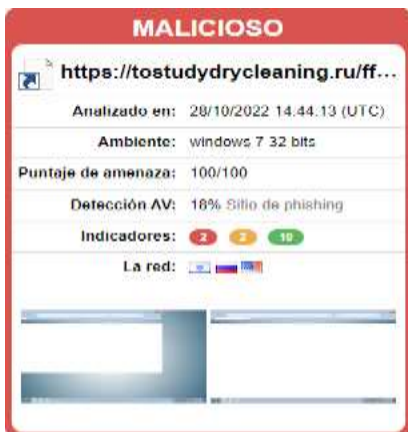 MALICIOSO
https://tostudydrycleaning.ru/ff...
Analizado en: 28/10/2022 14.44.13 (UTC)
Ambiente: windows 7 32 bits
Puntaje de amenaza: 100/100
Detección AV: 18% Sitio de phishing
Indicadores: 2 2 10
La red: